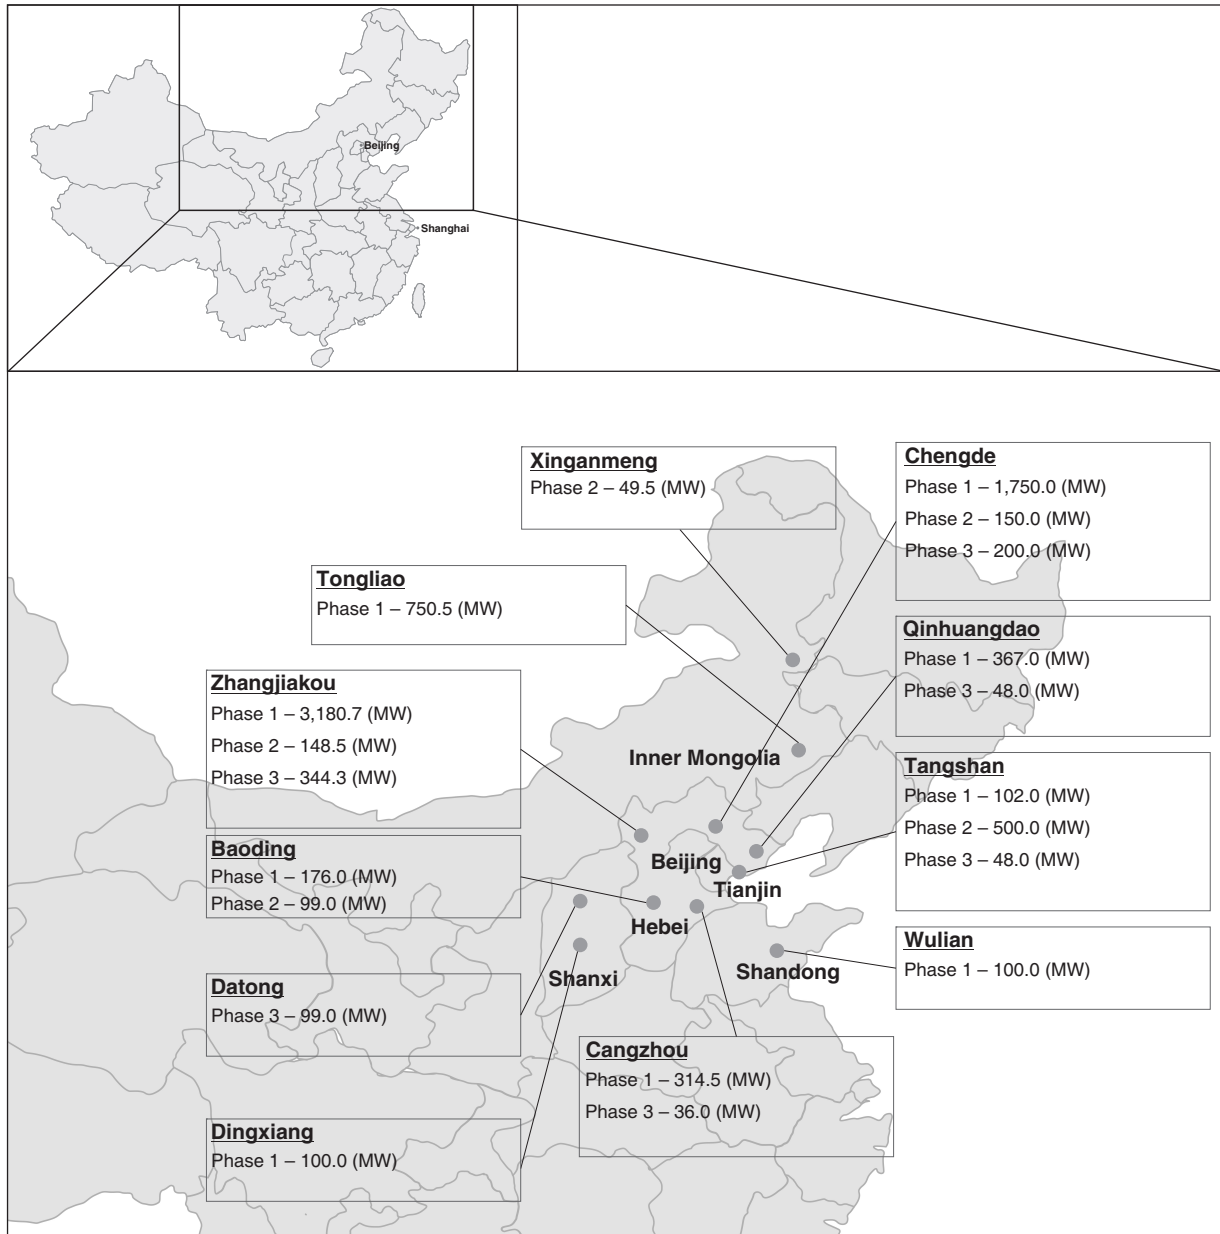 Beijing
Shanghai
Xinganmeng
Phase 2 – 49.5 (MW)
Chengde
Phase 1 – 1,750.0 (MW)
Phase 2 – 150.0 (MW)
Phase 3 – 200.0 (MW)
Tongliao
Phase 1 – 750.5 (MW)
Qinhuangdao
Phase 1 – 367.0 (MW)
Phase 3 – 48.0 (MW)
Zhangjiakou
Phase 1 – 3,180.7 (MW)
Phase 2 – 148.5 (MW)
Phase 3 – 344.3 (MW)
Inner Mongolia
Tangshan
Phase 1 – 102.0 (MW)
Phase 2 – 500.0 (MW)
Phase 3 – 48.0 (MW)
Baoding
Phase 1 – 176.0 (MW)
Phase 2 – 99.0 (MW)
Beijing
Tianjin
Hebei
Shanxi
Shandong
Wulian
Phase 1 – 100.0 (MW)
Datong
Phase 3 – 99.0 (MW)
Cangzhou
Phase 1 – 314.5 (MW)
Phase 3 – 36.0 (MW)
Dingxiang
Phase 1 – 100.0 (MW)